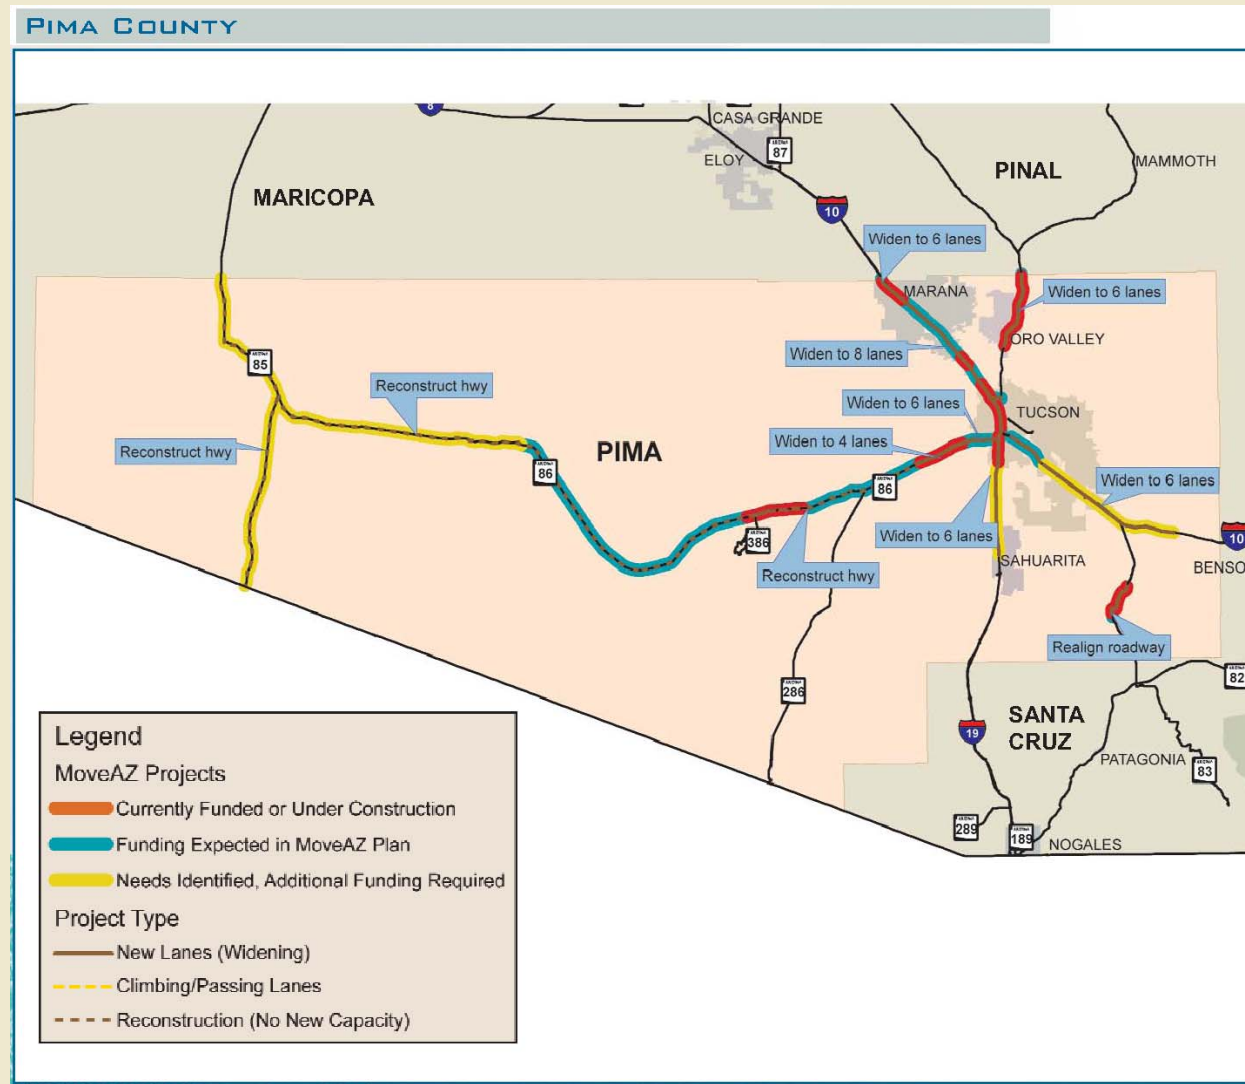 PIMA COUNTY
8
CASA GRANDE
87
ELOY
PINAL
MAMMOTH
MARICOPA
10
Widen to 6 lanes
MARANA
Widen to 6 lanes
ORO VALLEY
Widen to 8 lanes
85
Reconstruct hwy
Widen to 6 lanes
TUCSON
Reconstruct hwy
PIMA
Widen to 4 lanes
86
86
Widen to 6 lanes
386
Widen to 6 lanes
10
SAHUARITA
BENSO
Reconstruct hwy
Realign roadway
286
82
SANTA
CRUZ
19
PATAGONIA
83
289
189
NOGALES
Legend
MoveAZ Projects
Currently Funded or Under Construction
Funding Expected in MoveAZ Plan
Needs Identified, Additional Funding Required
Project Type
New Lanes (Widening)
Climbing/Passing Lanes
Reconstruction (No New Capacity)